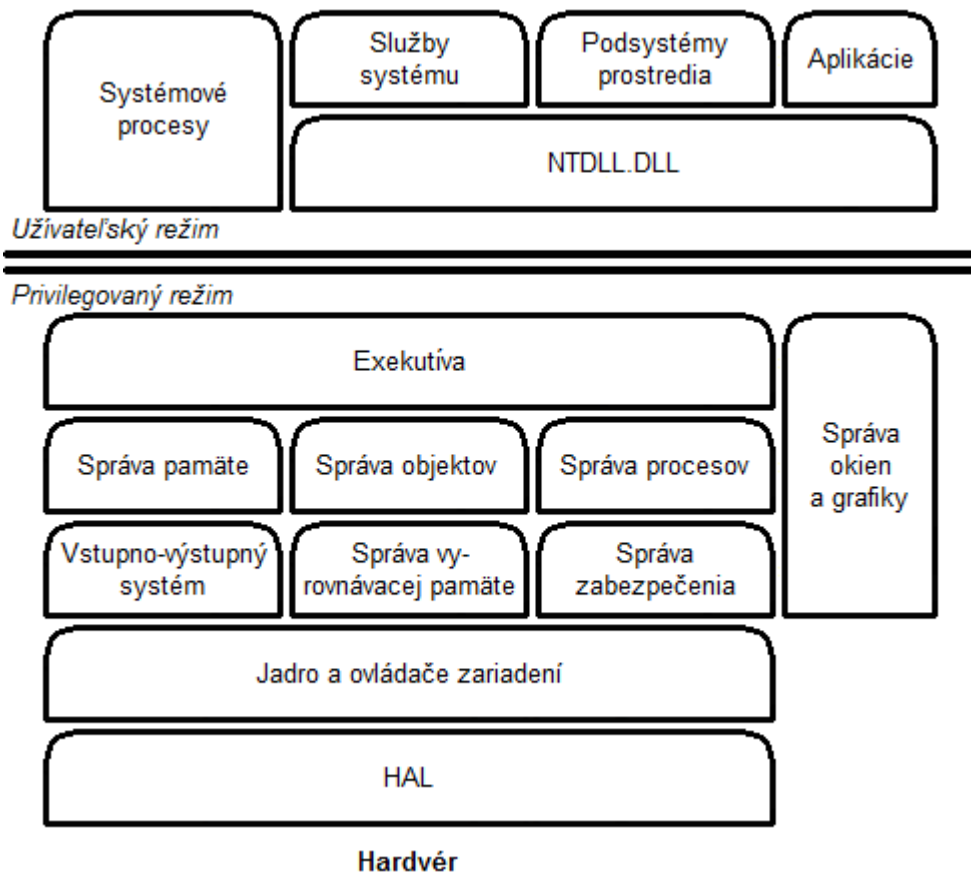 Systémové
procesy
Služby
systému
Podsystémy
prostredia
Aplikácie
NTDLL.DLL
Užívateľský režim
Privilegovaný režim
Exekutíva
Správa pamäte
Správa objektov
Správa procesov
Správa
okien
a grafiky
Vstupno-výstupný
systém
Správa vy-
rovnávacej pamäte
Správa
zabezpečenia
Jadro a ovládače zariadení
HAL
Hardvér